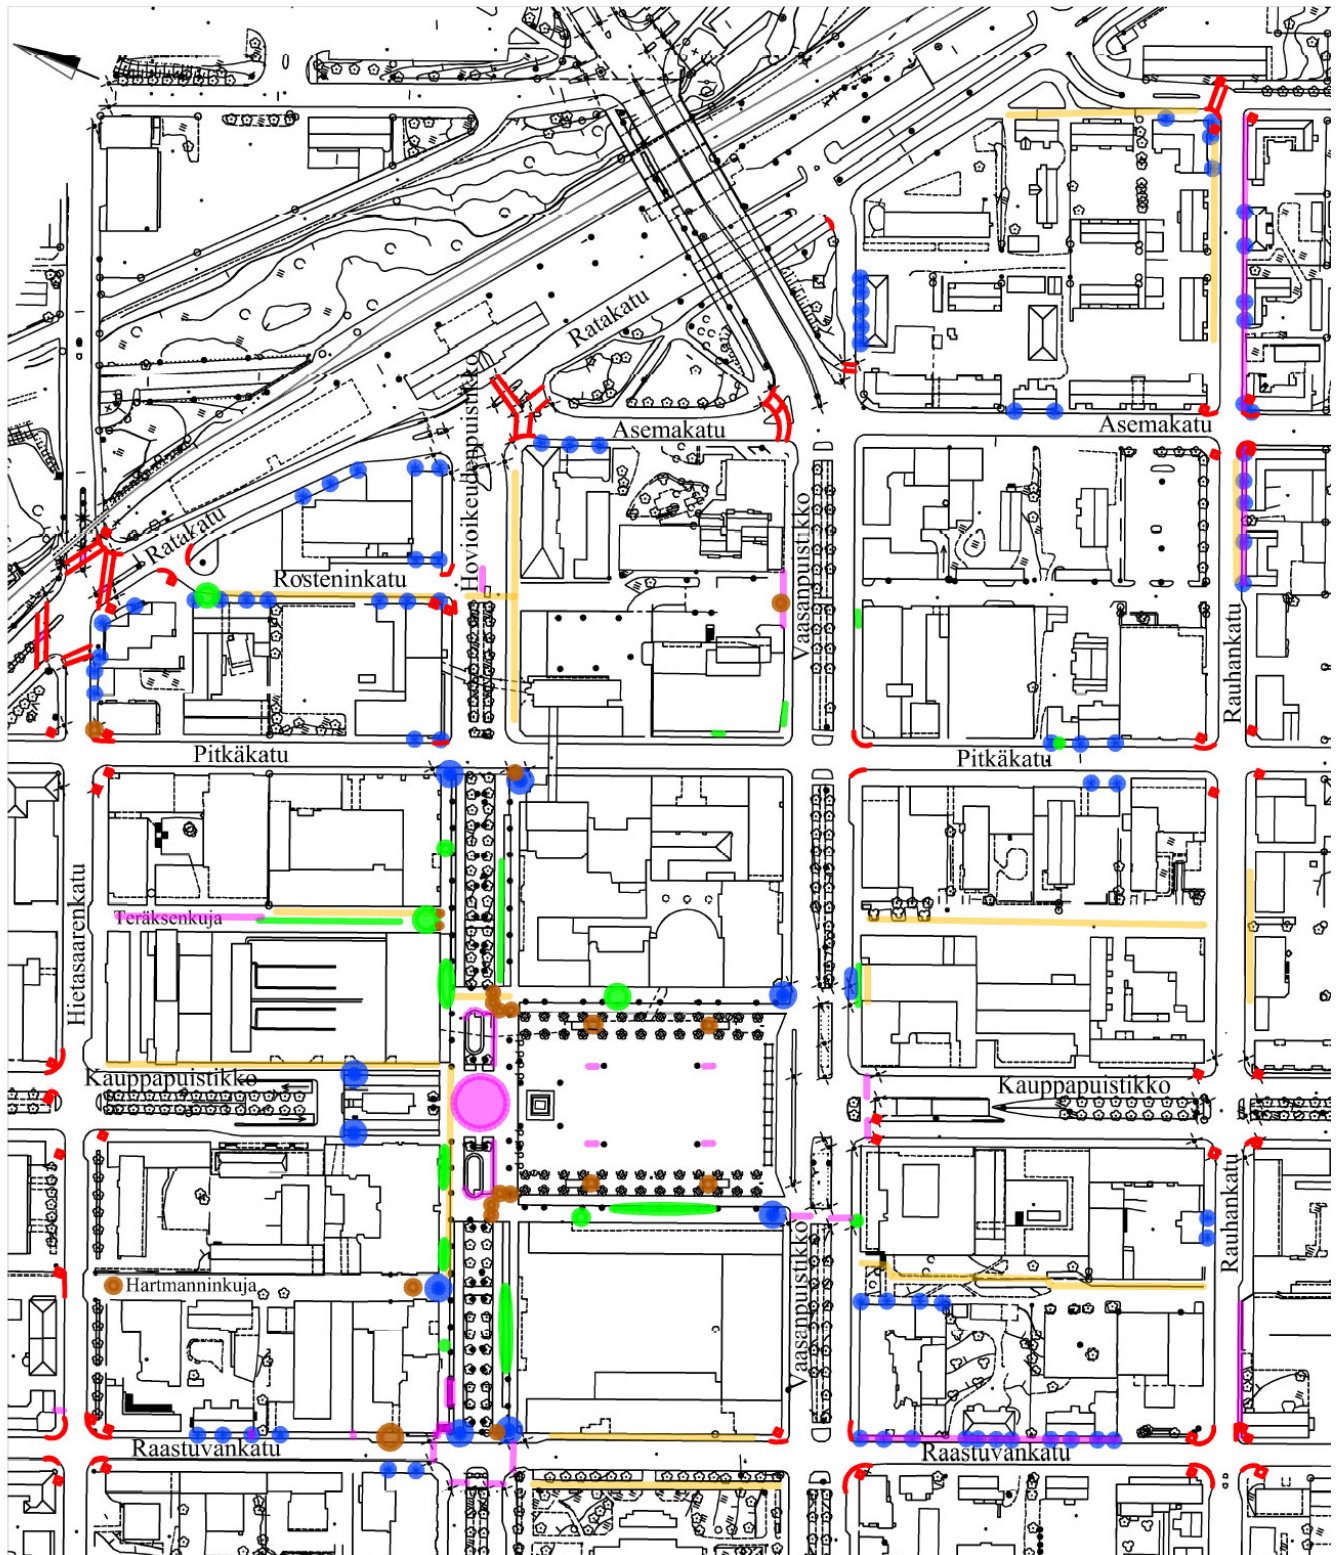 Ratakatu
Hovioikeudenpuistikko
Asemakatu
Asemakatu
Ratakatu
Rosteninkatu
Vaasanpuistikko
Rauhankatu
Pitkäkatu
Pitkäkatu
Teräksenkuja
Hietasaarenkatu
Kauppapuistikko
Kauppapuistikko
Rauhankatu
Vaasanpuistikko
Hartmanninkuja
Raastuvankatu
Raastuvankatu